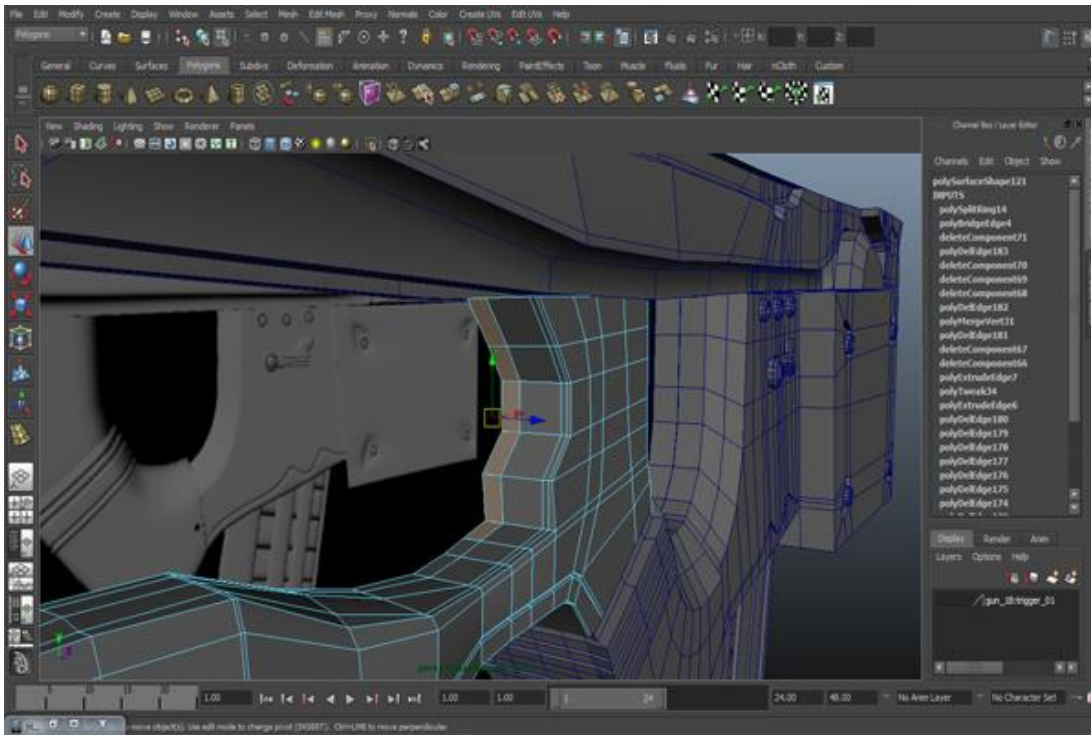 File Edit Modify Create Display Window Assets Select Mesh Edit Mesh Proxy Normals Color Create UVs Edit UVs Help
Polygons
General Curves Surfaces Polygons Subdivs Deformation Animation Dynamics Rendering PaintEffects Toon Muscle Fluids Fur Hair nCloth Custom
View Shading Lighting Show Renderer Panels
Channel Box / Layer Editor
Channels Edit Object Show
polySurfaceShape121
INPUTS
polySplitRing14
polyBridgeEdge4
deleteComponent71
polyDelEdge183
deleteComponent70
deleteComponent69
deleteComponent68
polyDelEdge182
polyMergeVert31
polyDelEdge181
deleteComponent67
deleteComponent66
polyExtrudeEdge7
polyTweak34
polyExtrudeEdge6
polyDelEdge180
polyDelEdge179
polyDelEdge178
polyDelEdge177
polyDelEdge176
polyDelEdge175
polyDelEdge174
Display Render Anim
Layers Options Help
gun_18:trigger_01
1.00 1.00 1.00 1 24 24.00 48.00 No Anim Layer No Character Set
move object(s). Use edit mode to change pivot (INSERT). Ctrl+LMB to move perpendicular.